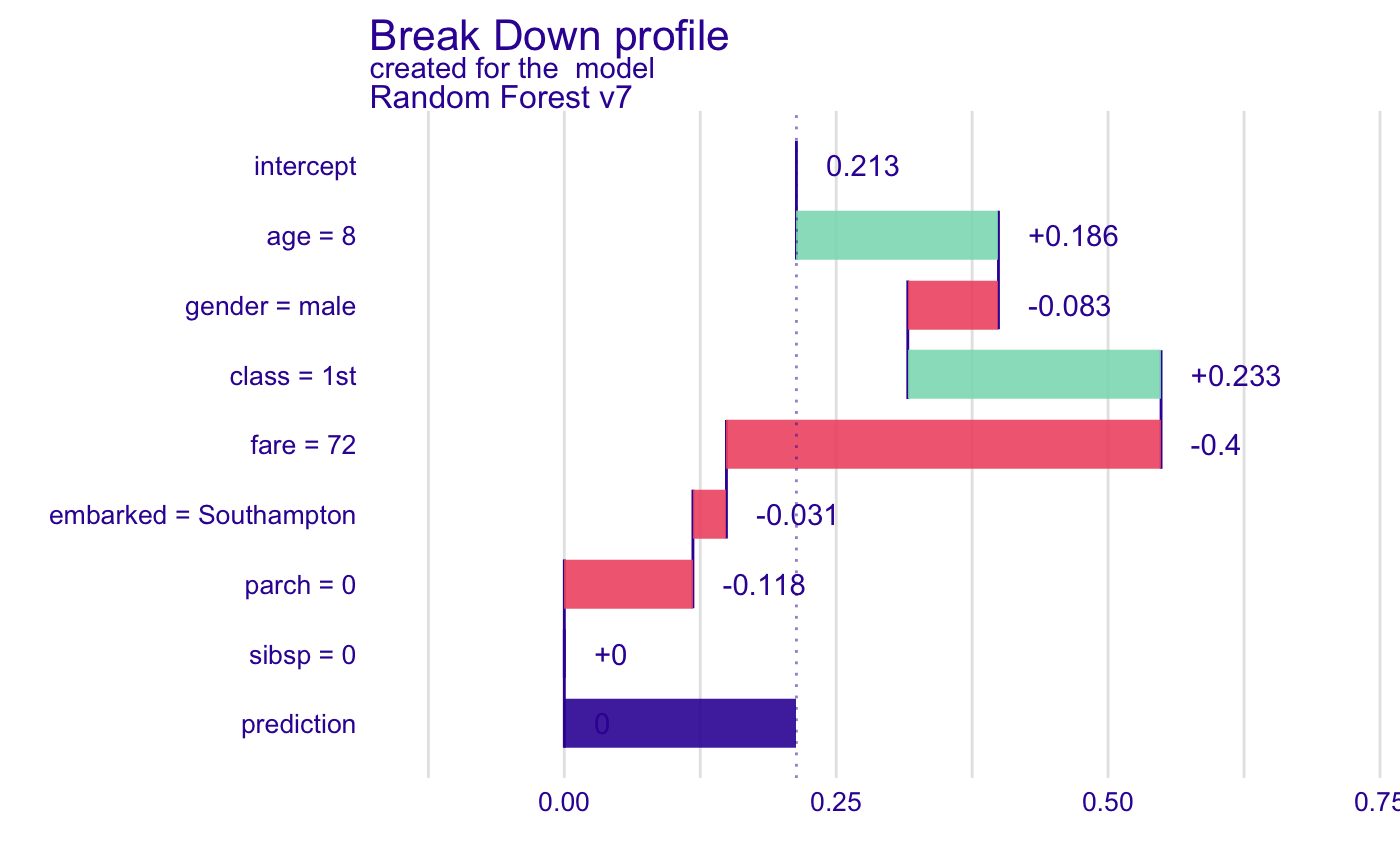 Break Down profile
created for the  model
Random Forest v7
intercept 0.213
age = 8 +0.186
gender = male -0.083
class = 1st +0.233
fare = 72 -0.4
embarked = Southampton -0.031
parch = 0 -0.118
sibsp = 0 +0
prediction 0
0.00 0.25 0.50 0.75